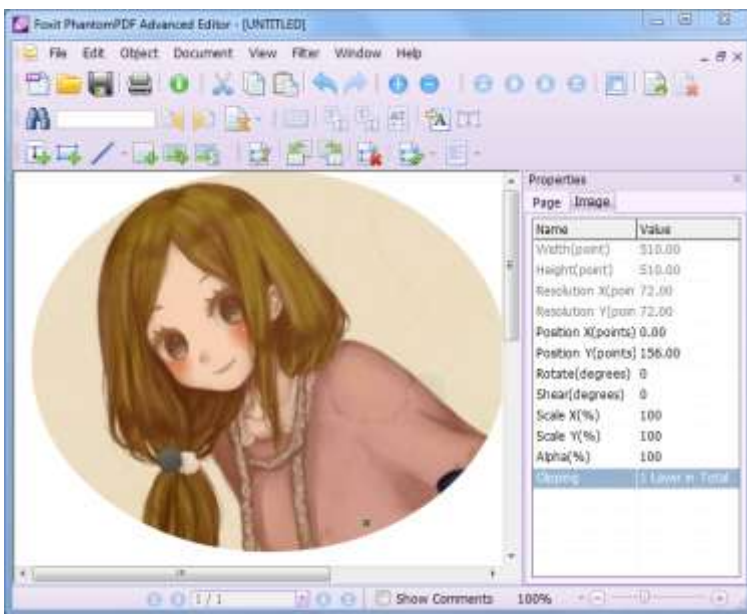 Foxit PhantomPDF Advanced Editor - [UNTITLED]
File Edit Object Document View Filter Window Help
Properties
Page Image
Name Value
Width(point) 510.00
Height(point) 510.00
Resolution X(poin 72.00
Resolution Y(poin 72.00
Position X(points) 0.00
Position Y(points) 156.00
Rotate(degrees) 0
Shear(degrees) 0
Scale X(%) 100
Scale Y(%) 100
Alpha(%) 100
Clipping 1 Layer in Total
1/1 Show Comments 100%